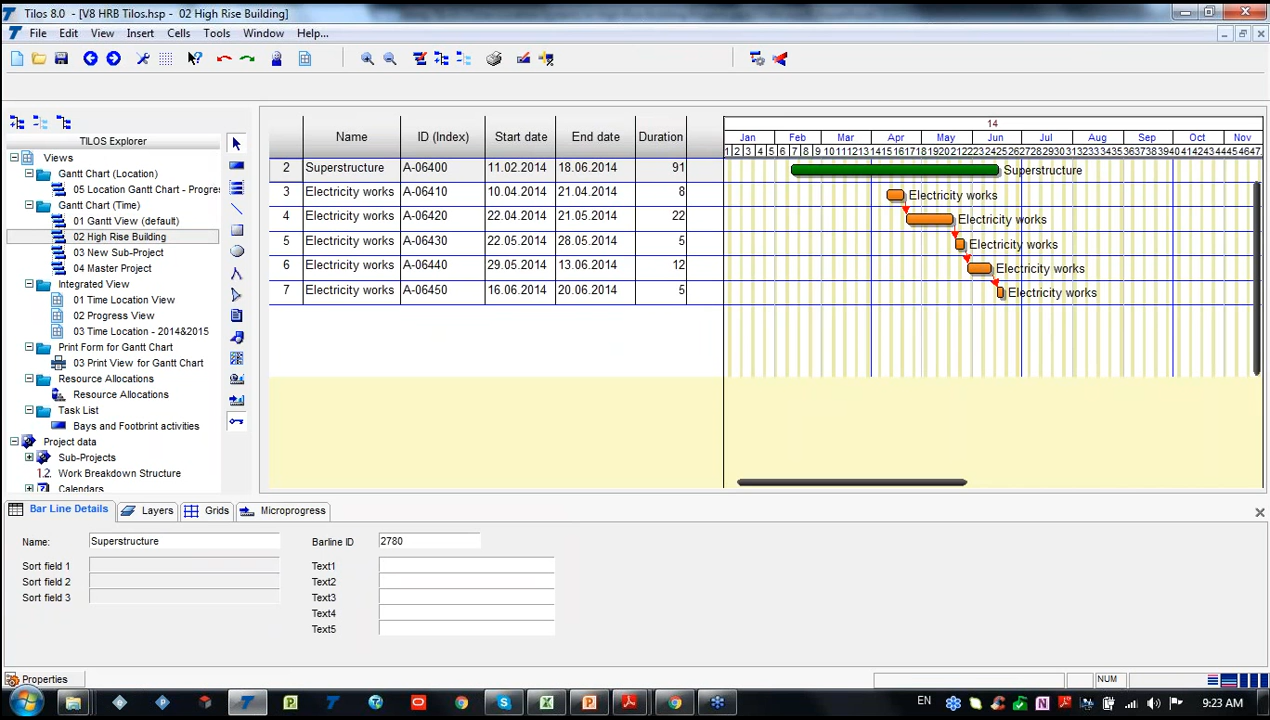 Tilos 8.0 - [V8 HRB Tilos.hsp - 02 High Rise Building]
File Edit View Insert Cells Tools Window Help...
TILOS Explorer
Views
Gantt Chart (Location)
05 Location Gantt Chart - Progre
Gantt Chart (Time)
01 Gantt View (default)
02 High Rise Building
03 New Sub-Project
04 Master Project
Integrated View
01 Time Location View
02 Progress View
03 Time Location - 2014&2015
Print Form for Gantt Chart
03 Print View for Gantt Chart
Resource Allocations
Resource Allocations
Task List
Bays and Footbrint activities
Project data
Sub-Projects
1.2. Work Breakdown Structure
Calendars
Name ID (Index) Start date End date Duration
14
Jan Feb Mar Apr May Jun Jul Aug Sep Oct Nov
1 2 3 4 5 6 7 8 9 1011121314151617181920212223242526272829303132333435363738394041424344454647
2 Superstructure A-06400 11.02.2014 18.06.2014 91 Superstructure
3 Electricity works A-06410 10.04.2014 21.04.2014 8 Electricity works
4 Electricity works A-06420 22.04.2014 21.05.2014 22 Electricity works
5 Electricity works A-06430 22.05.2014 28.05.2014 5 Electricity works
6 Electricity works A-06440 29.05.2014 13.06.2014 12 Electricity works
7 Electricity works A-06450 16.06.2014 20.06.2014 5 Electricity works
Bar Line Details Layers Grids Microprogress
Name: Superstructure Barline ID 2780
Sort field 1 Text1
Sort field 2 Text2
Sort field 3 Text3
Text4
Text5
Properties NUM
EN 9:23 AM